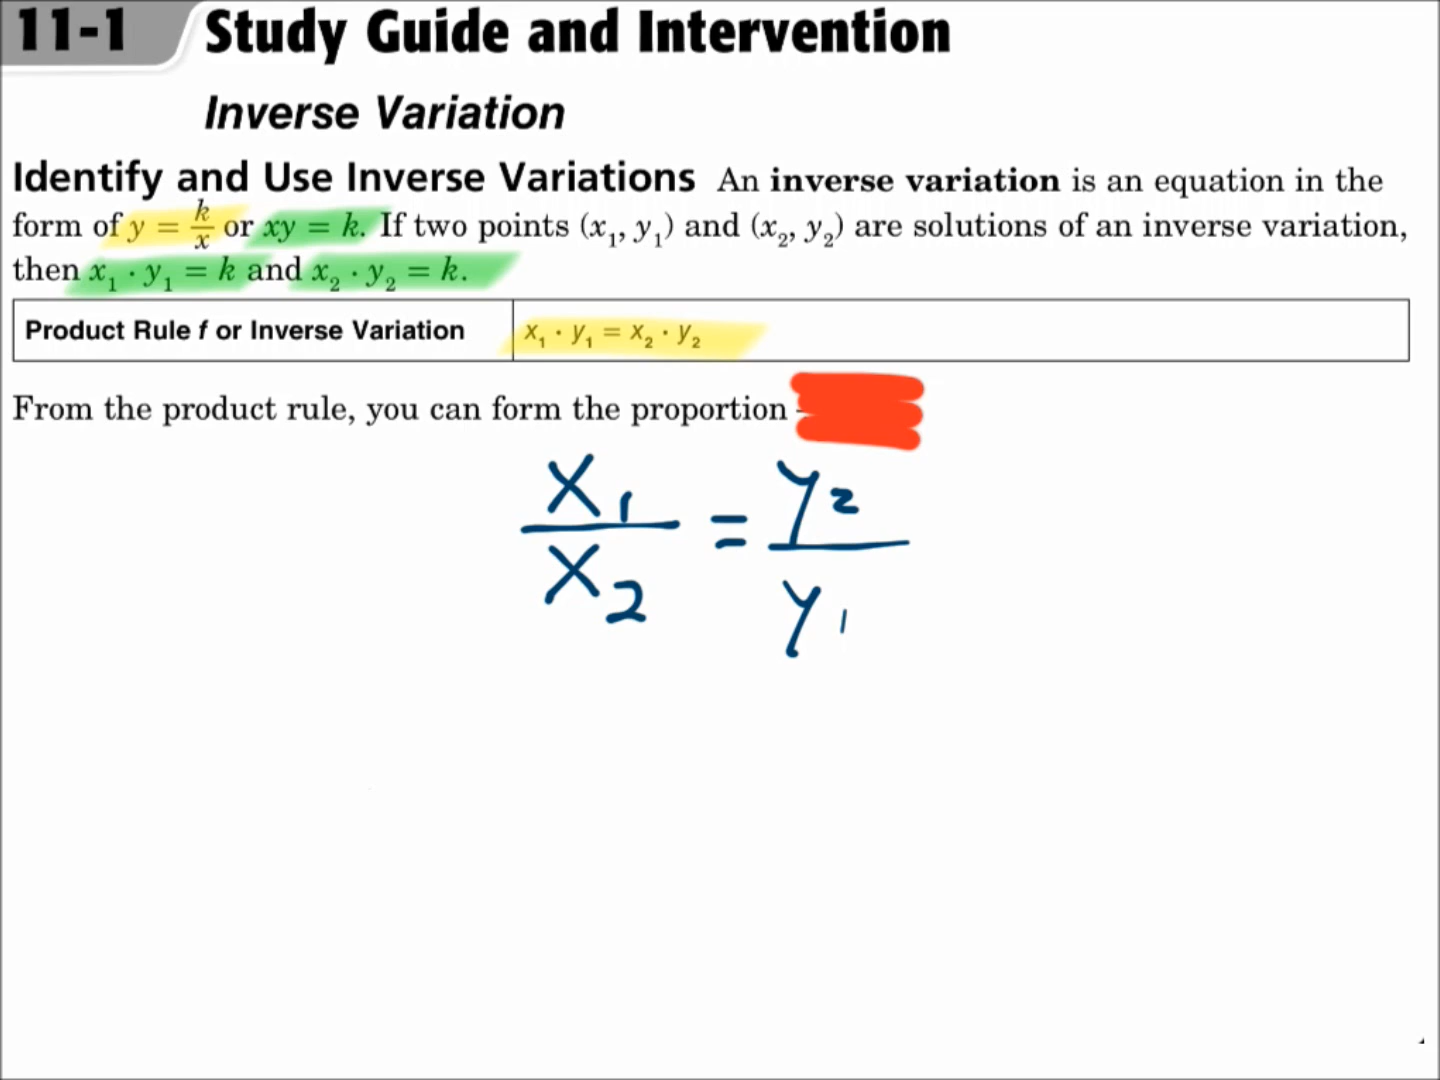 11-1 Study Guide and Intervention
Inverse Variation
Identify and Use Inverse Variations An inverse variation is an equation in the
form of y = k/x or xy = k. If two points (x₁, y₁) and (x₂, y₂) are solutions of an inverse variation,
then x₁ · y₁ = k and x₂ · y₂ = k.
Product Rule f or Inverse Variation x₁ · y₁ = x₂ · y₂
From the product rule, you can form the proportion
X₁/X₂ = y₂/y₁